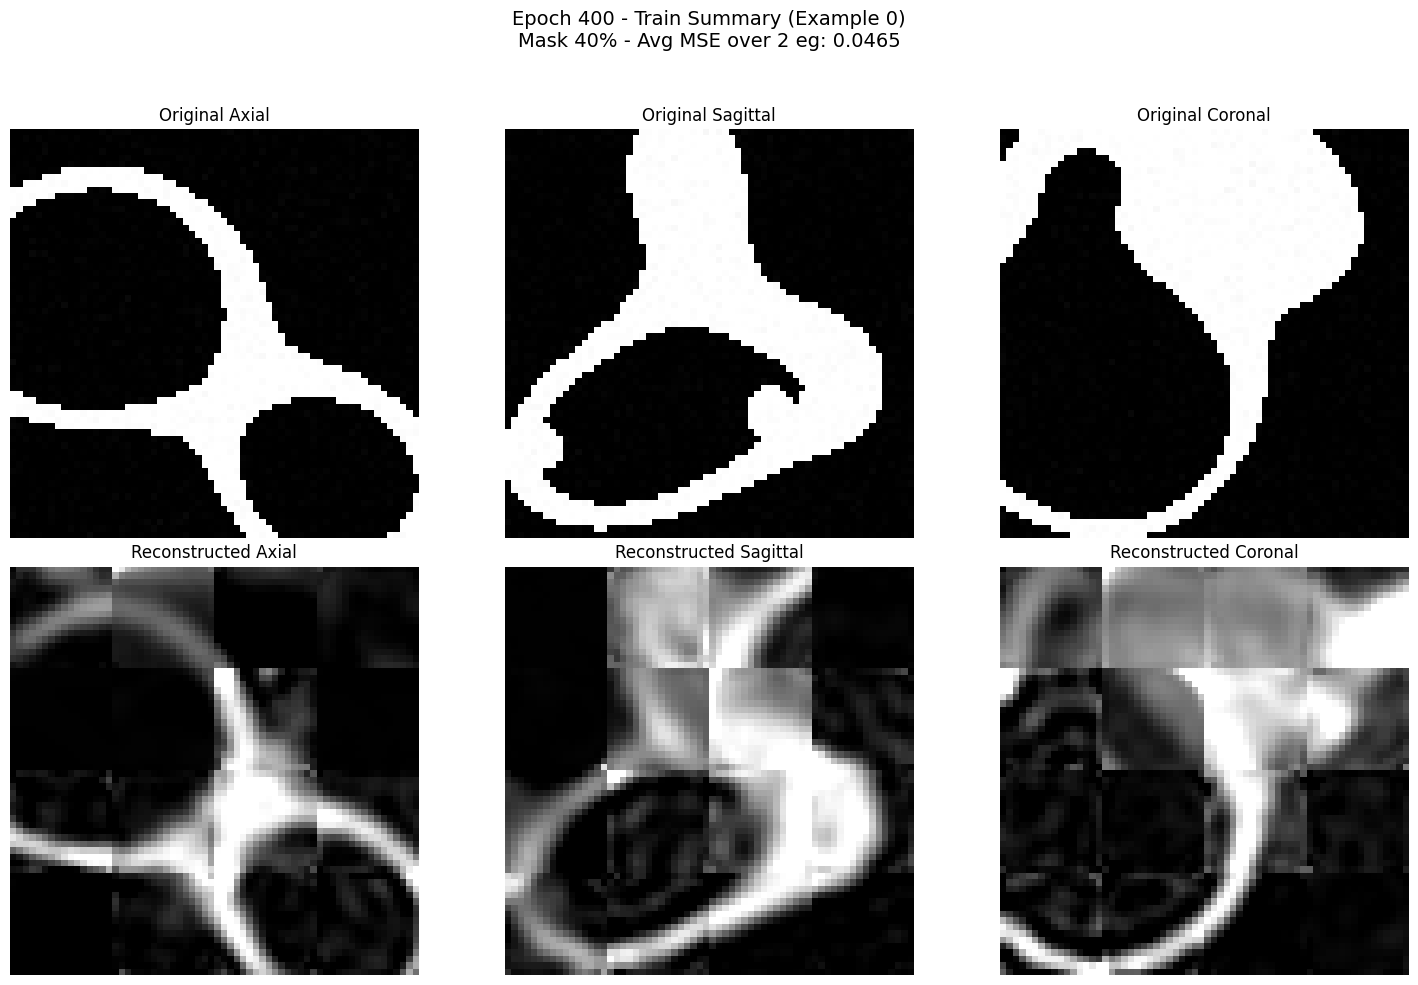 Epoch 400 - Train Summary (Example 0)
Mask 40% - Avg MSE over 2 eg: 0.0465
Original Axial
Original Sagittal
Original Coronal
Reconstructed Axial
Reconstructed Sagittal
Reconstructed Coronal